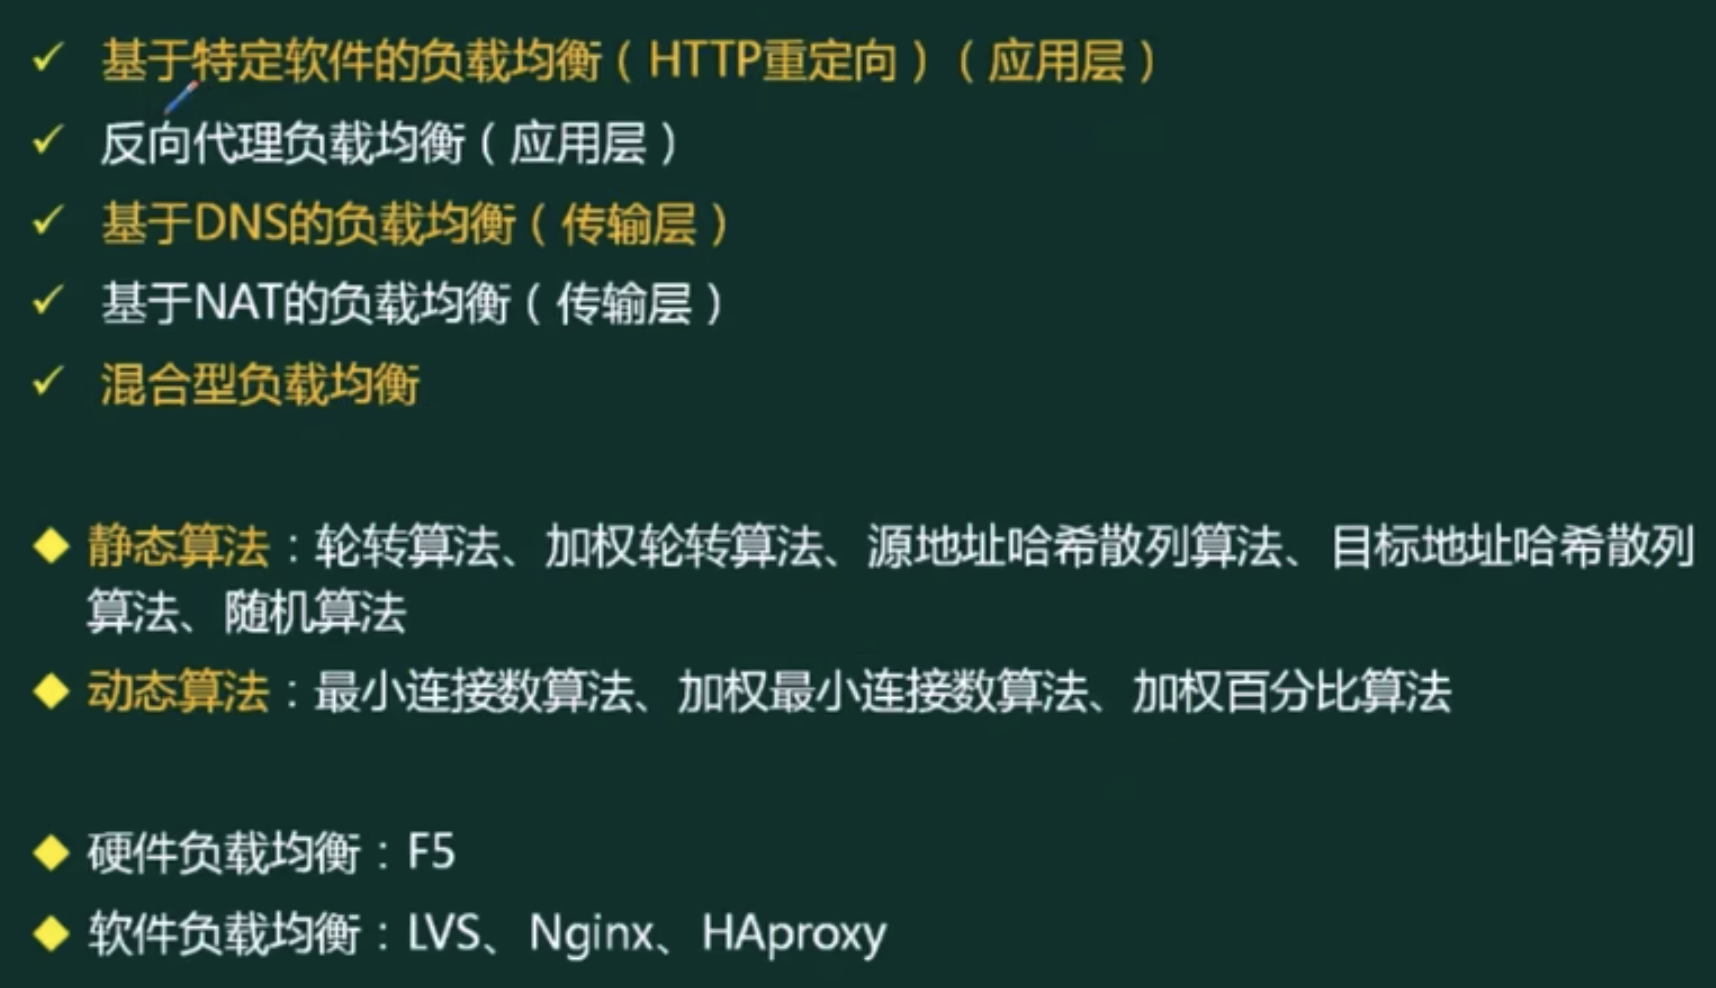 ✓ 基于特定软件的负载均衡（HTTP重定向）（应用层）
✓ 反向代理负载均衡（应用层）
✓ 基于DNS的负载均衡（传输层）
✓ 基于NAT的负载均衡（传输层）
✓ 混合型负载均衡
◆ 静态算法：轮转算法、加权轮转算法、源地址哈希散列算法、目标地址哈希散列
算法、随机算法
◆ 动态算法：最小连接数算法、加权最小连接数算法、加权百分比算法
◆ 硬件负载均衡：F5
◆ 软件负载均衡：LVS、Nginx、HAproxy